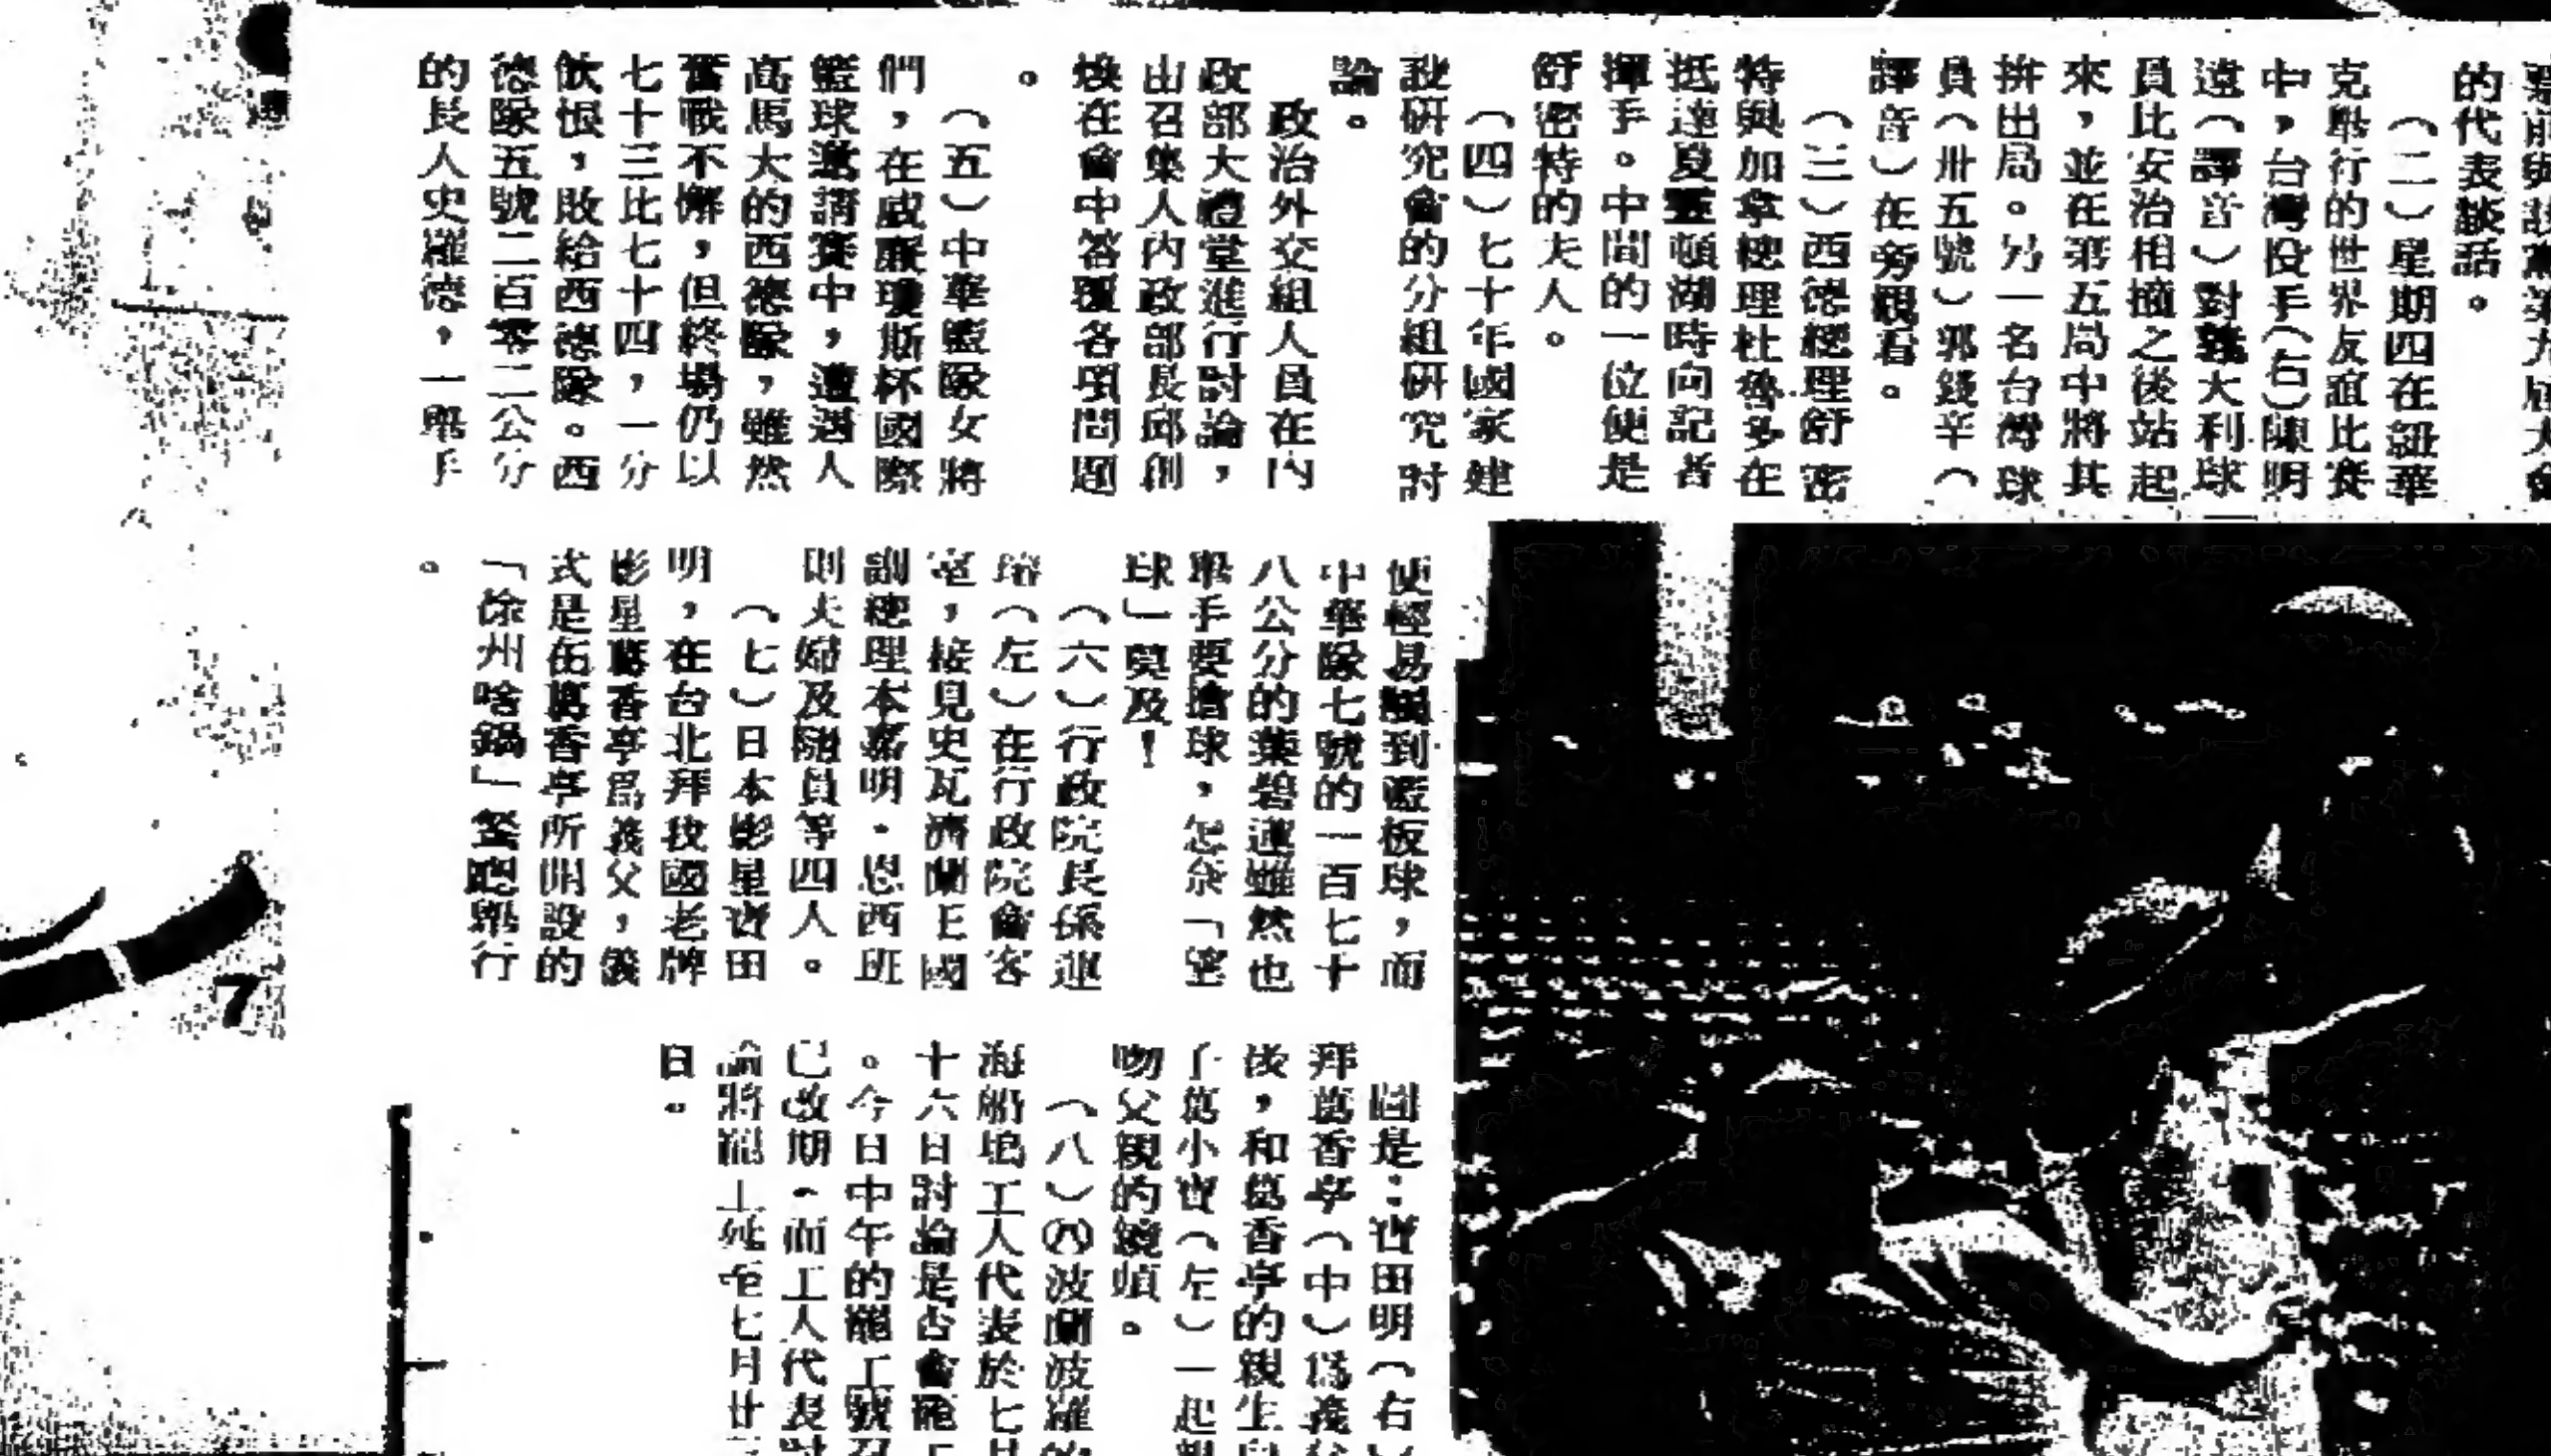 的代表談話。
（二）星期四在紐華
克舉行的世界友誼比賽
中，台灣投手（右）陳明
遠（譯音）對義大利球
員比安治相撞之後站起
來，並在第五局中將其
拚出局。另一名台灣球
員（卅五號）郭錢辛（
譯音）在旁觀看。
（三）西德總理舒密
特與加拿總理杜魯多在
抵達夏靈頓湖時向記者
揮手。中間的一位便是
舒密特的夫人。
（四）七十年國家建
設研究會的分組研究討
論。
政治外交組人員在內
政部大禮堂進行討論，
由召集人內政部長邱創
煥在會中答覆各項問題
。
（五）中華籃隊女將
們，在威廉瓊斯杯國際
籃球邀請賽中，遭遇人
高馬大的西德隊，雖然
奮戰不懈，但終場仍以
七十三比七十四，一分
飲恨，敗給西德隊。西
德隊五號二百零二公分
的長人史羅德，一舉手
便輕易觸到籃板球，而
中華隊七號的一百七十
八公分的葉碧運雖然也
舉手要搶球，怎奈「望
球」莫及！
（六）行政院長孫運
璿（左）在行政院會客
室，接見史瓦濟蘭王國
副總理本嘉明．恩西班
則夫婦及隨員等四人。
（七）日本影星寶田
明，在台北拜我國老牌
影星葛香亭為義父，儀
式是在葛香亭所開設的
「徐州啥鍋」餐廳舉行
。
圖是：寶田明（右
拜葛香亭（中）為義
後，和葛香亭的親生
子葛小寶（左）一起
吻父親的鏡頭。
（八）波蘭波羅的
海船塢工人代表於七
十六日討論是否會罷
。今日中午的罷工號
已改期，而工人代表
論將罷工延至七月廿
日。
7